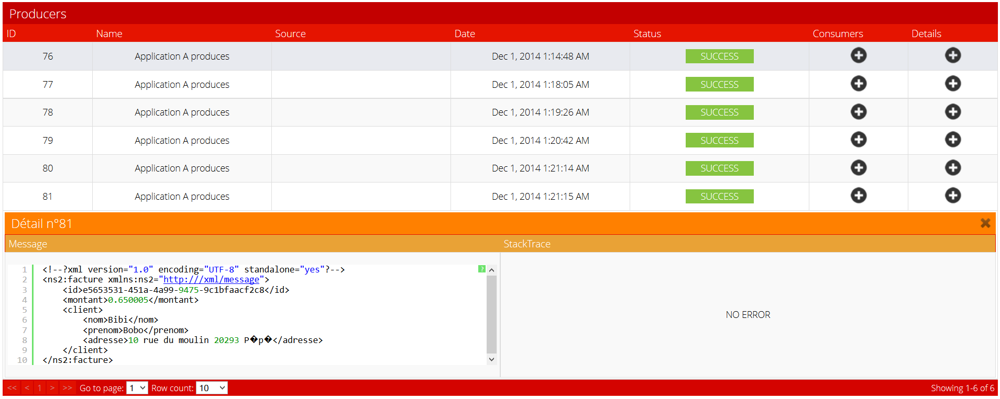 Producers
ID Name Source Date Status Consumers Details
76 Application A produces Dec 1, 2014 1:14:48 AM SUCCESS
77 Application A produces Dec 1, 2014 1:18:05 AM SUCCESS
78 Application A produces Dec 1, 2014 1:19:26 AM SUCCESS
79 Application A produces Dec 1, 2014 1:20:42 AM SUCCESS
80 Application A produces Dec 1, 2014 1:21:14 AM SUCCESS
81 Application A produces Dec 1, 2014 1:21:15 AM SUCCESS
Détail n°81
Message StackTrace
1 <!--?xml version="1.0" encoding="UTF-8" standalone="yes"?--> ?
2 <ns2:facture xmlns:ns2="http:///xml/message">
3 <id>e5653531-451a-4a99-9475-9c1bfaacf2c8</id>
4 <montant>0.650005</montant>
5 <client>
6 <nom>Bibi</nom>
7 <prenom>Bobo</prenom>
8 <adresse>10 rue du moulin 20293 P�p�</adresse>
9 </client>
10 </ns2:facture>
NO ERROR
<< < 1 > >> Go to page: 1 Row count: 10 Showing 1-6 of 6